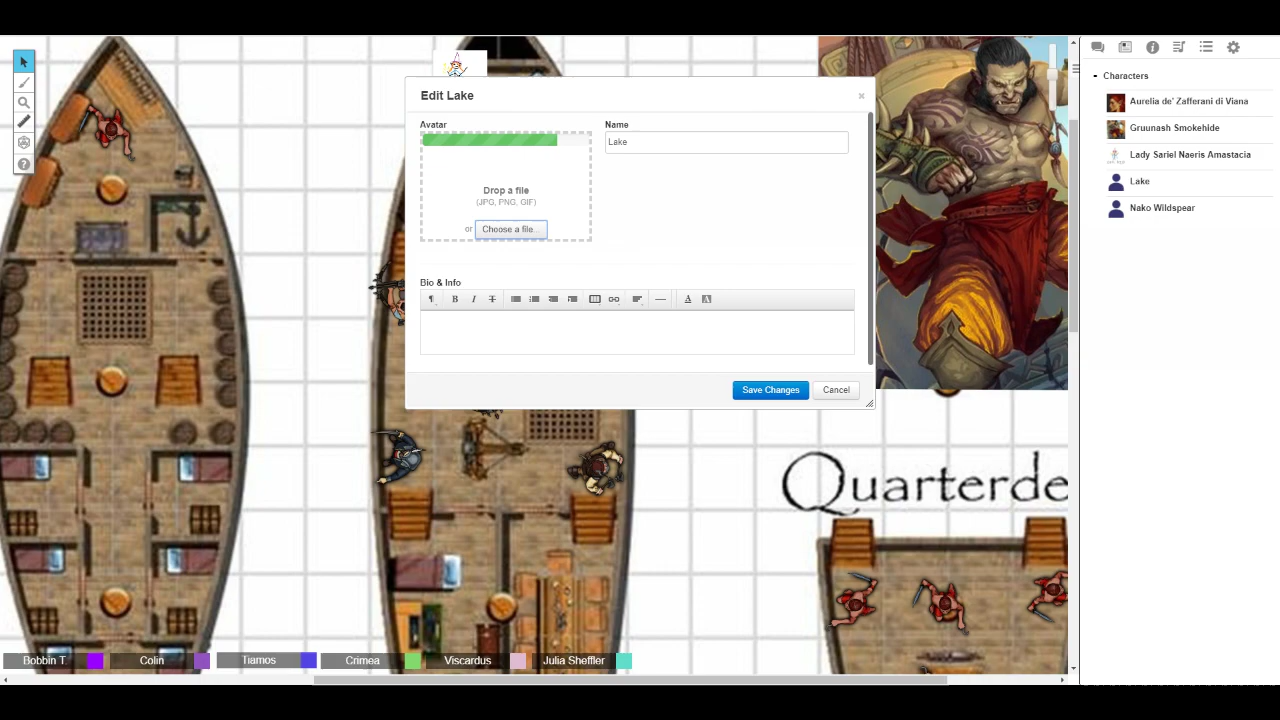 Edit Lake
×
Avatar
Name
Lake
Drop a file
(JPG, PNG, GIF)
or Choose a file...
Bio & Info
Save Changes
Cancel
Characters
Aurelia de' Zafferani di Viana
Gruunash Smokehide
Lady Sariel Naeris Amastacia
Lake
Nako Wildspear
Quarterde
Bobbin T.
Colin
Tiamos
Crimea
Viscardus
Julia Sheffler